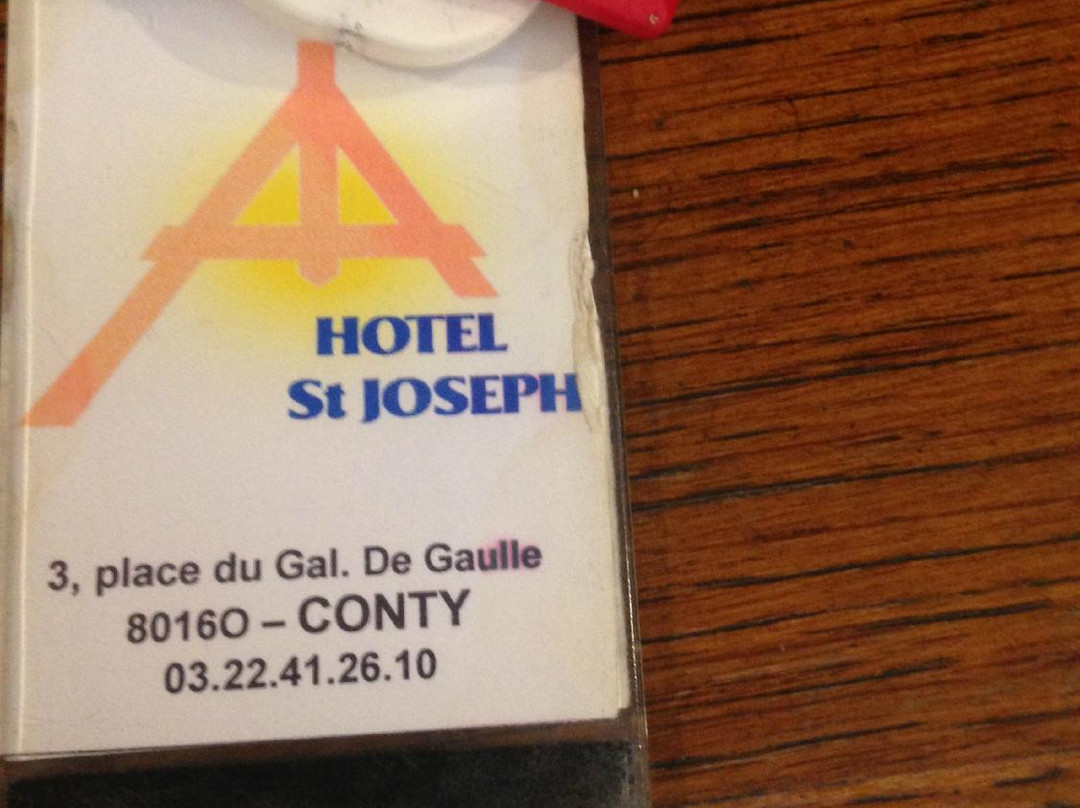 HOTEL
St JOSEPH
3, place du Gal. De Gaulle
8016O – CONTY
03.22.41.26.10